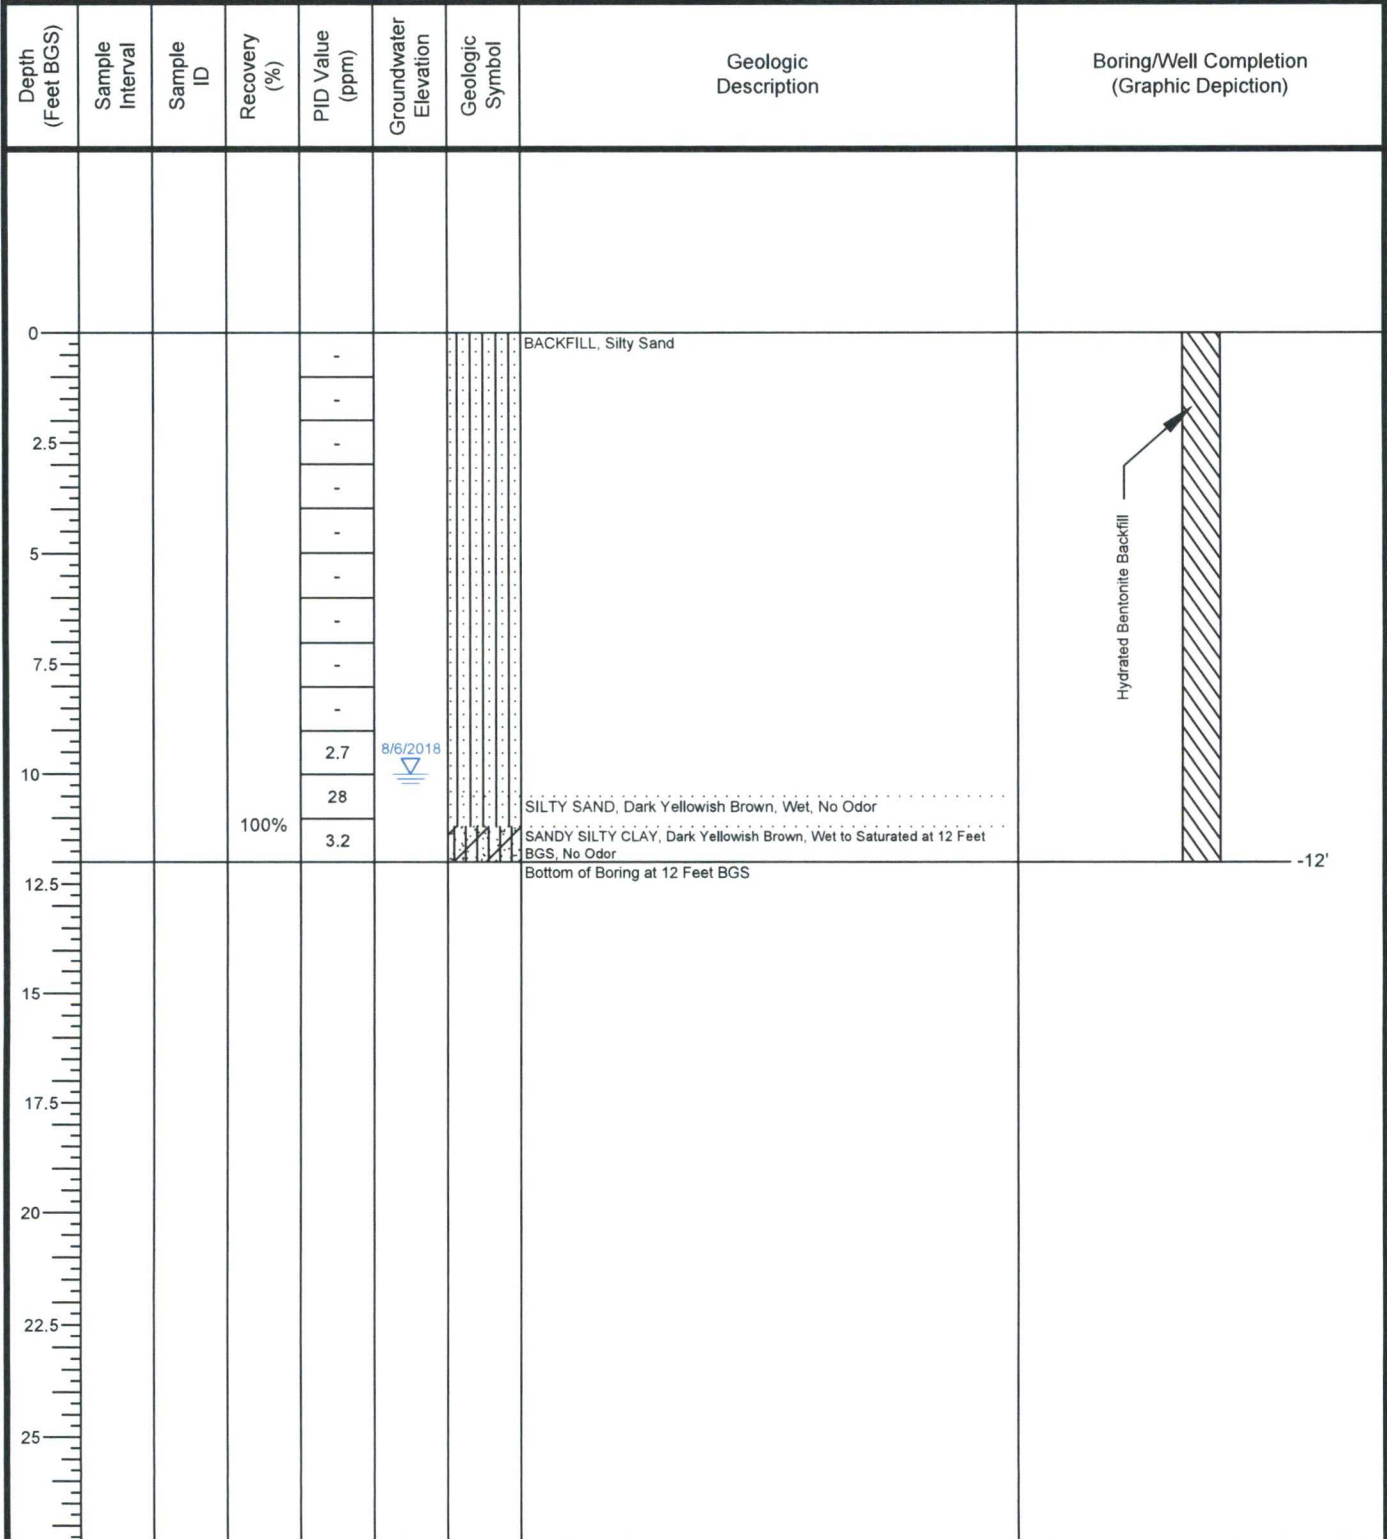 Depth
(Feet BGS)
Sample
Interval
Sample
ID
Recovery
(%)
PID Value
(ppm)
Groundwater
Elevation
Geologic
Symbol
Geologic
Description
Boring/Well Completion
(Graphic Depiction)
0
BACKFILL, Silty Sand
-
-
2.5
-
-
-
5
-
-
Hydrated Bentonite Backfill
7.5
-
-
2.7
8/6/2018
10
28
SILTY SAND, Dark Yellowish Brown, Wet, No Odor
100%
3.2
SANDY SILTY CLAY, Dark Yellowish Brown, Wet to Saturated at 12 Feet
BGS, No Odor
-12'
Bottom of Boring at 12 Feet BGS
12.5
15
17.5
20
22.5
25